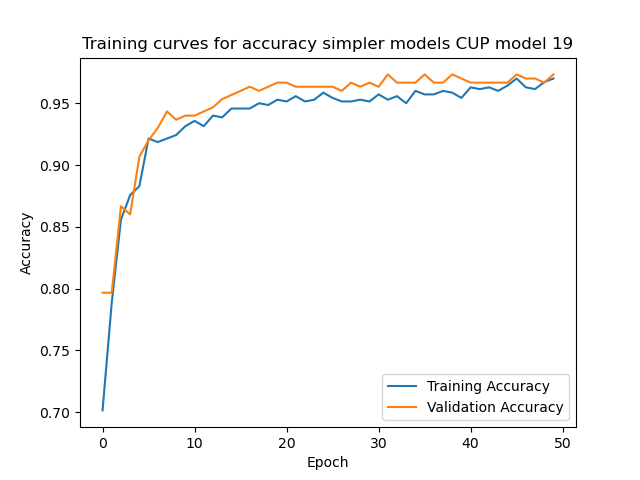 Training curves for accuracy simpler models CUP model 19
0.95
0.90
0.85
0.80
0.75
0.70
Accuracy
Training Accuracy
Validation Accuracy
0 10 20 30 40 50
Epoch